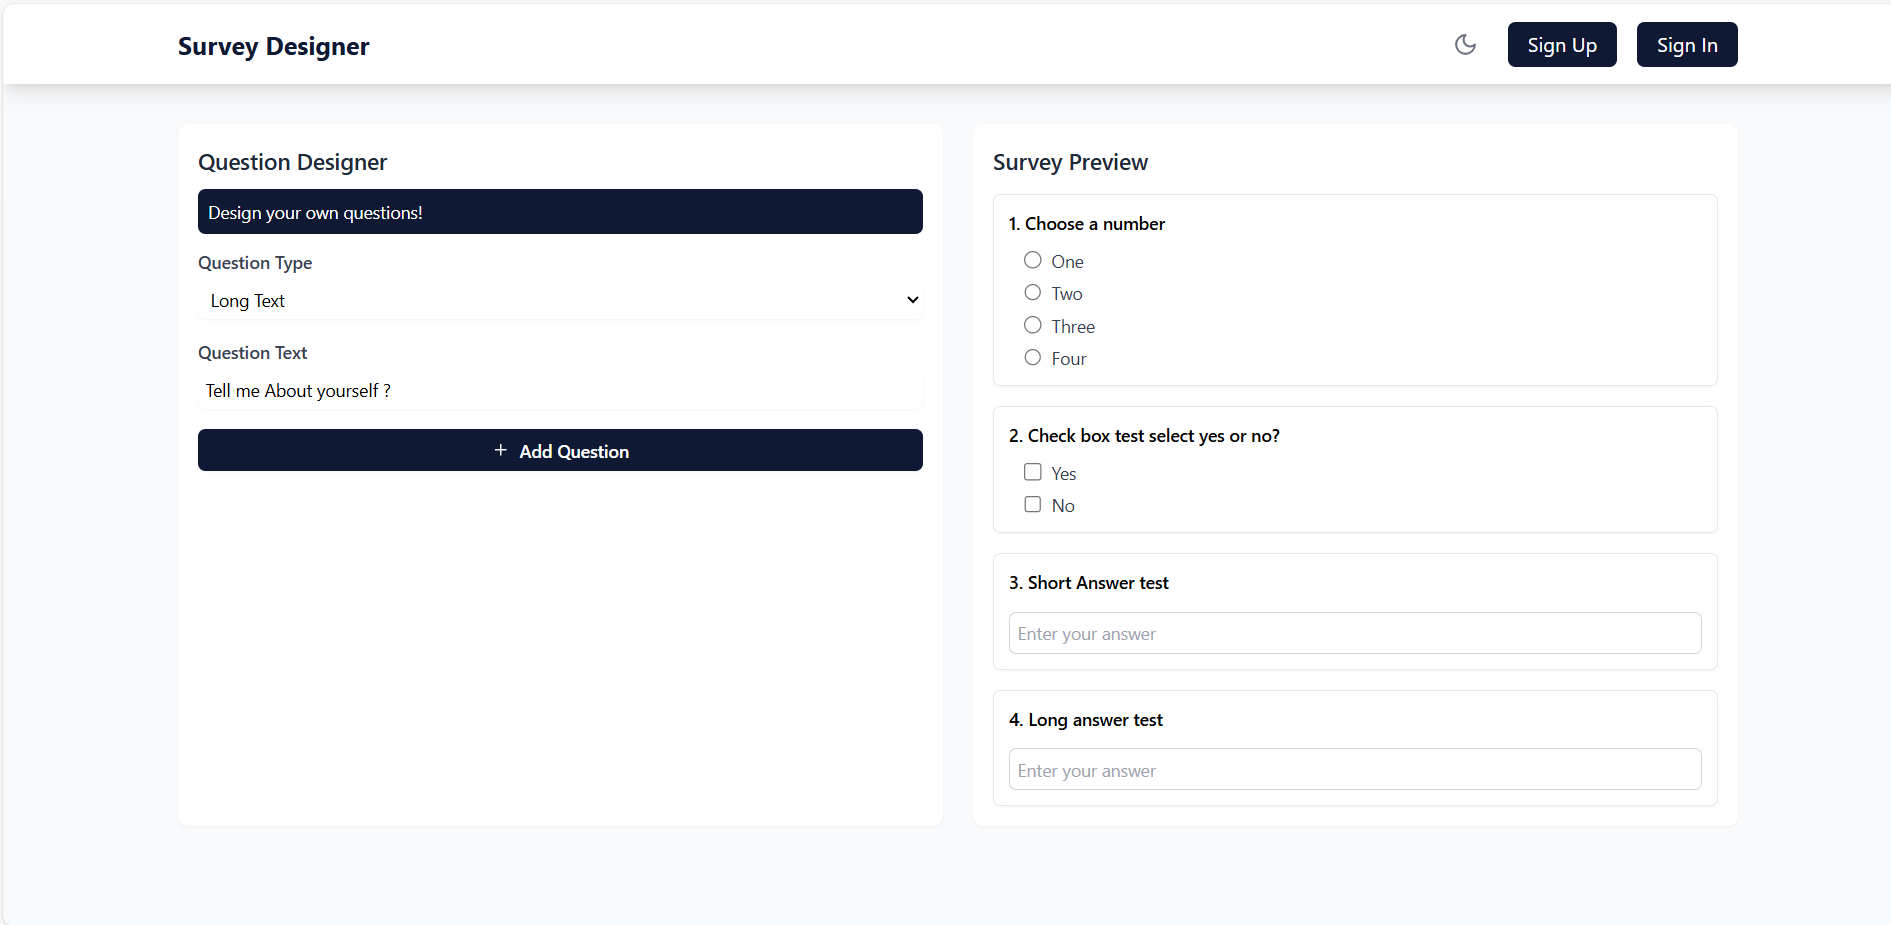 Survey Designer
Sign Up
Sign In
Question Designer
Design your own questions!
Question Type
Long Text
Question Text
Tell me About yourself ?
+ Add Question
Survey Preview
1. Choose a number
One
Two
Three
Four
2. Check box test select yes or no?
Yes
No
3. Short Answer test
Enter your answer
4. Long answer test
Enter your answer